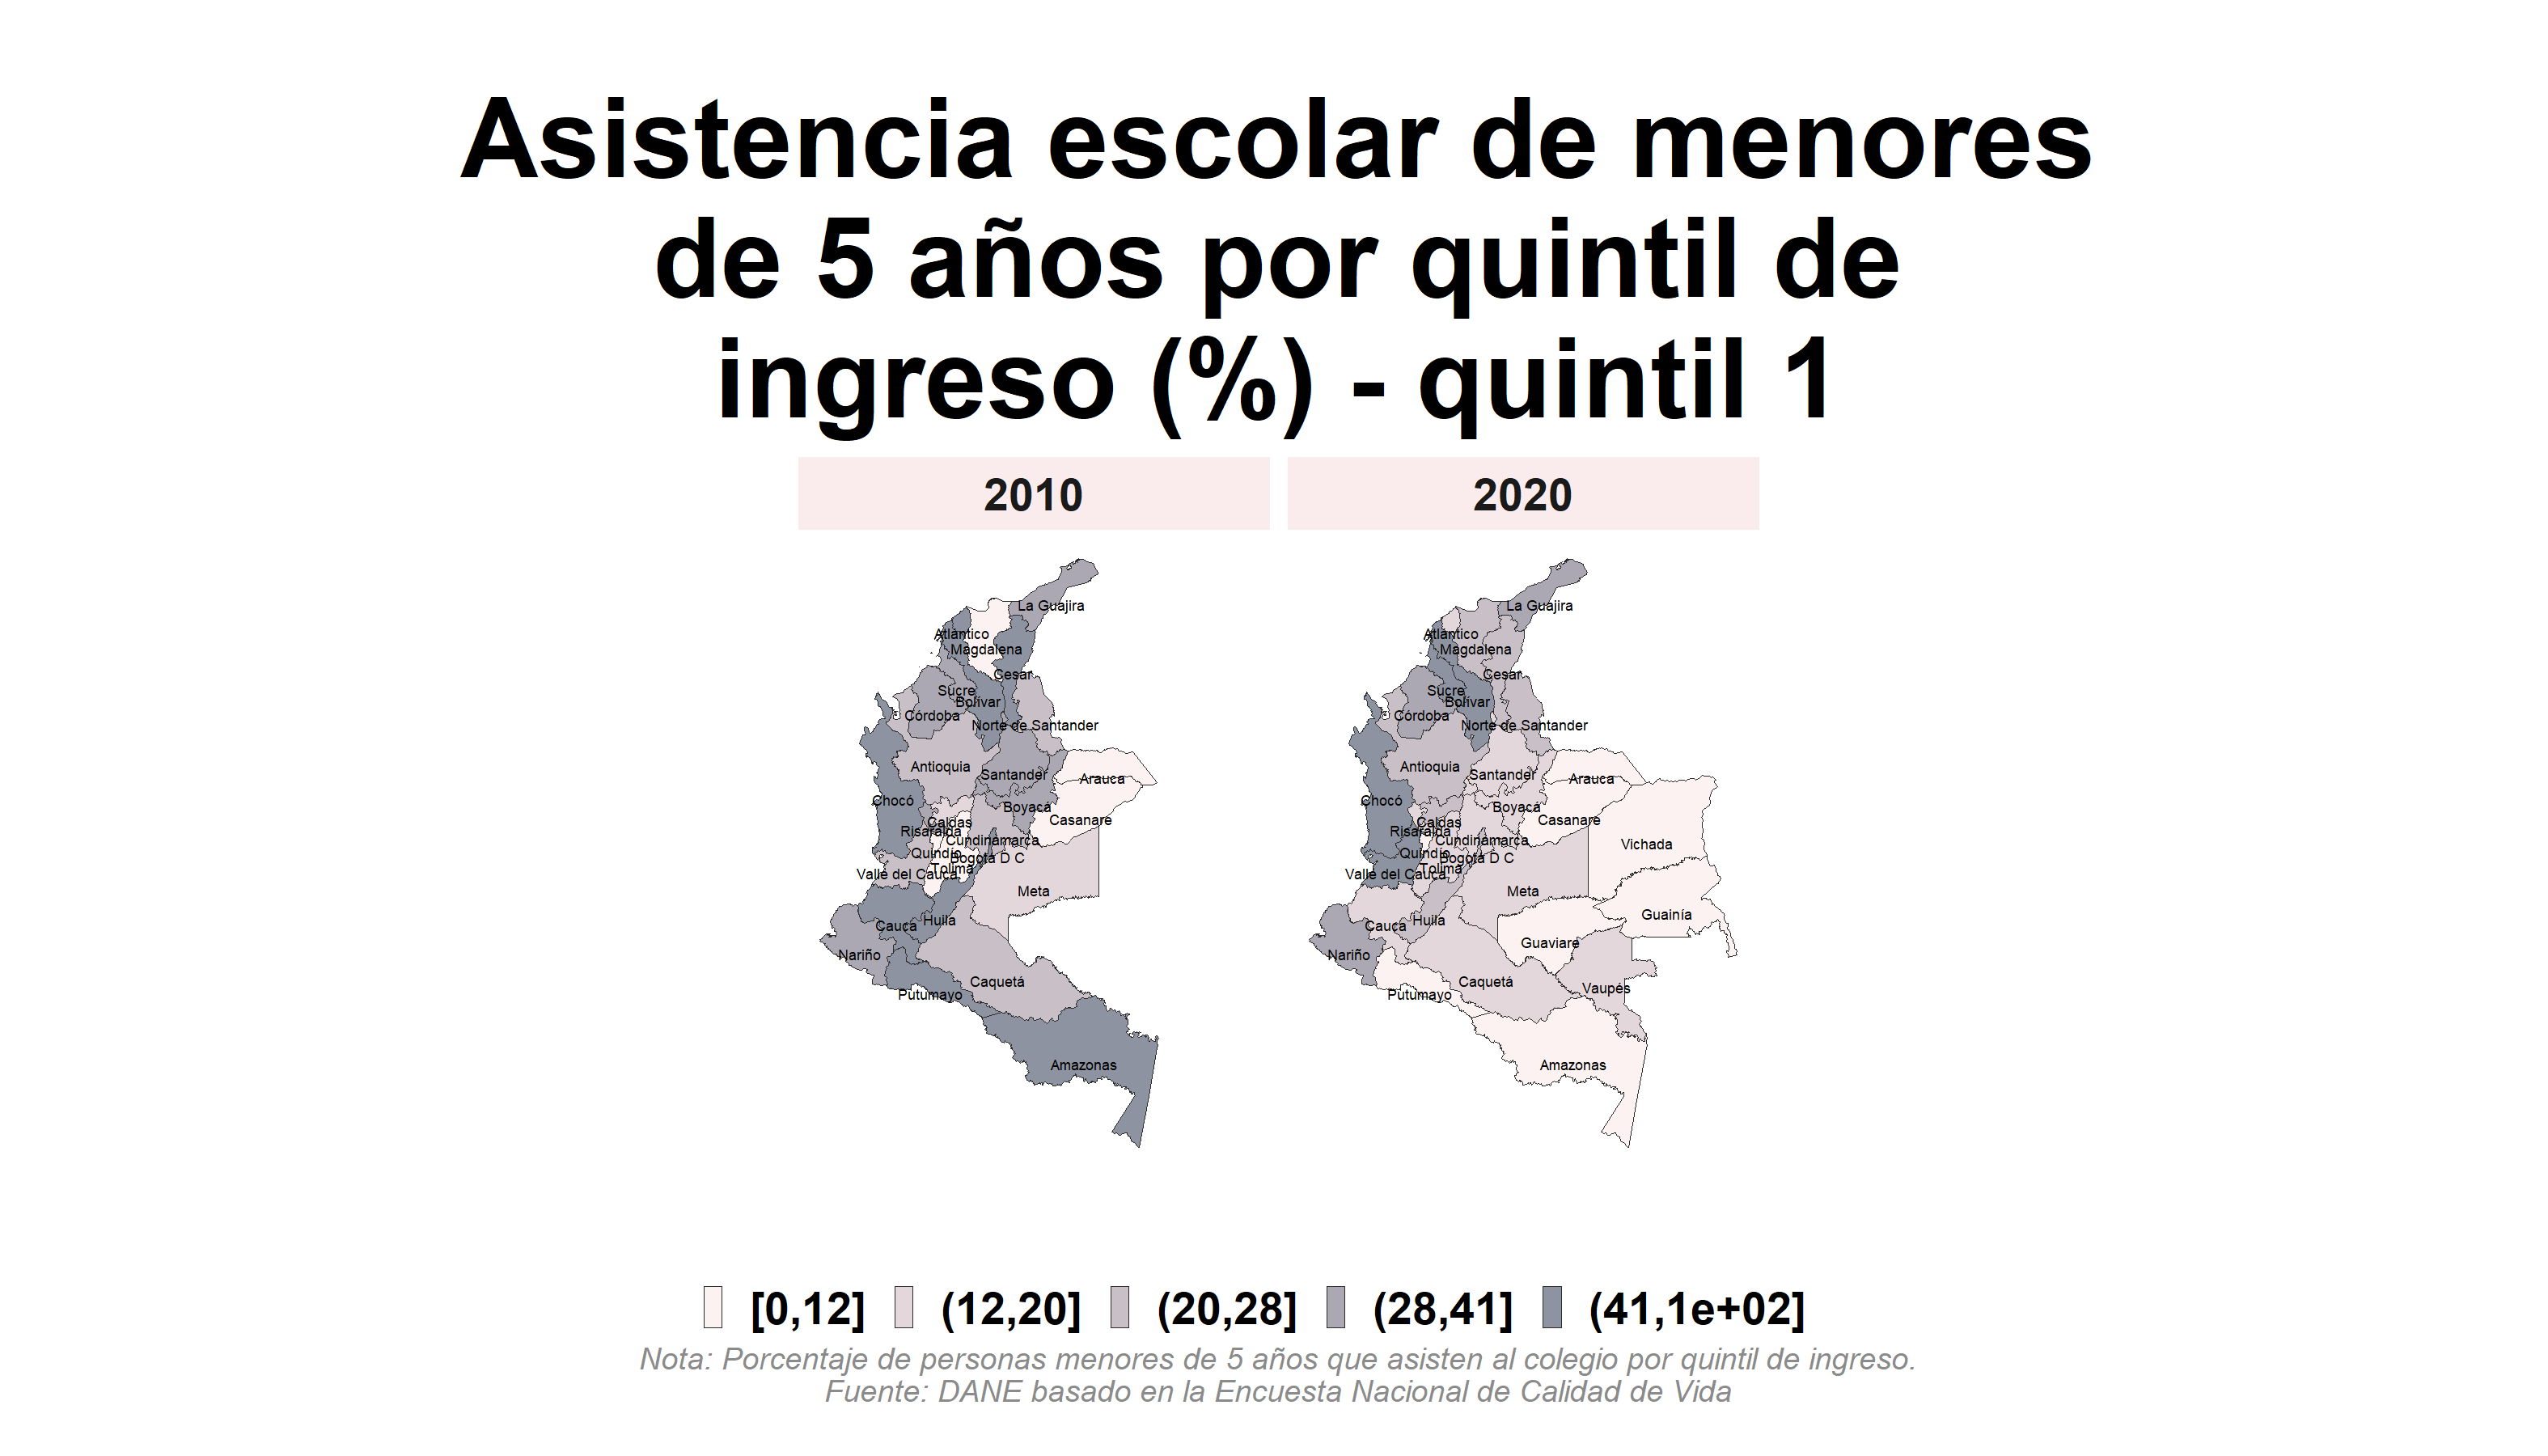 Asistencia escolar de menores
de 5 años por quintil de
ingreso (%) - quintil 1
2010
2020
La Guajira
Atlántico
Magdalena
Cesar
Sucre
Bolívar
Córdoba
Norte de Santander
Antioquia
Santander
Arauca
Chocó
Boyacá
Casanare
Caldas
Risaralda
Cundinamarca
Quindío
Bogotá D C
Tolima
Valle del Cauca
Meta
Huila
Cauca
Nariño
Caquetá
Putumayo
Amazonas
La Guajira
Atlántico
Magdalena
Cesar
Sucre
Bolívar
Córdoba
Norte de Santander
Antioquia
Santander
Arauca
Chocó
Boyacá
Casanare
Caldas
Risaralda
Cundinamarca
Vichada
Quindío
Bogotá D C
Tolima
Valle del Cauca
Meta
Guainía
Huila
Cauca
Guaviare
Nariño
Caquetá
Vaupés
Putumayo
Amazonas
[0,12] (12,20] (20,28] (28,41] (41,1e+02]
Nota: Porcentaje de personas menores de 5 años que asisten al colegio por quintil de ingreso.
Fuente: DANE basado en la Encuesta Nacional de Calidad de Vida